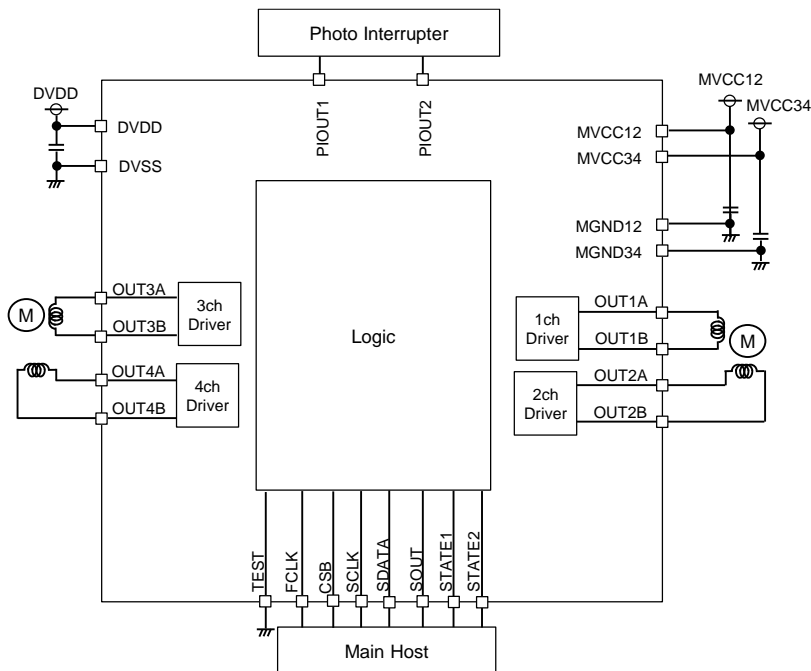 Photo Interrupter
DVDD
MVCC12
MVCC34
PIOUT1
PIOUT2
DVDD
DVSS
MVCC12
MVCC34
MGND12
MGND34
OUT3A
OUT3B
3ch
Driver
M
OUT4A
OUT4B
4ch
Driver
Logic
1ch
Driver
OUT1A
OUT1B
M
2ch
Driver
OUT2A
OUT2B
TEST
FCLK
CSB
SCLK
SDATA
SOUT
STATE1
STATE2
Main Host